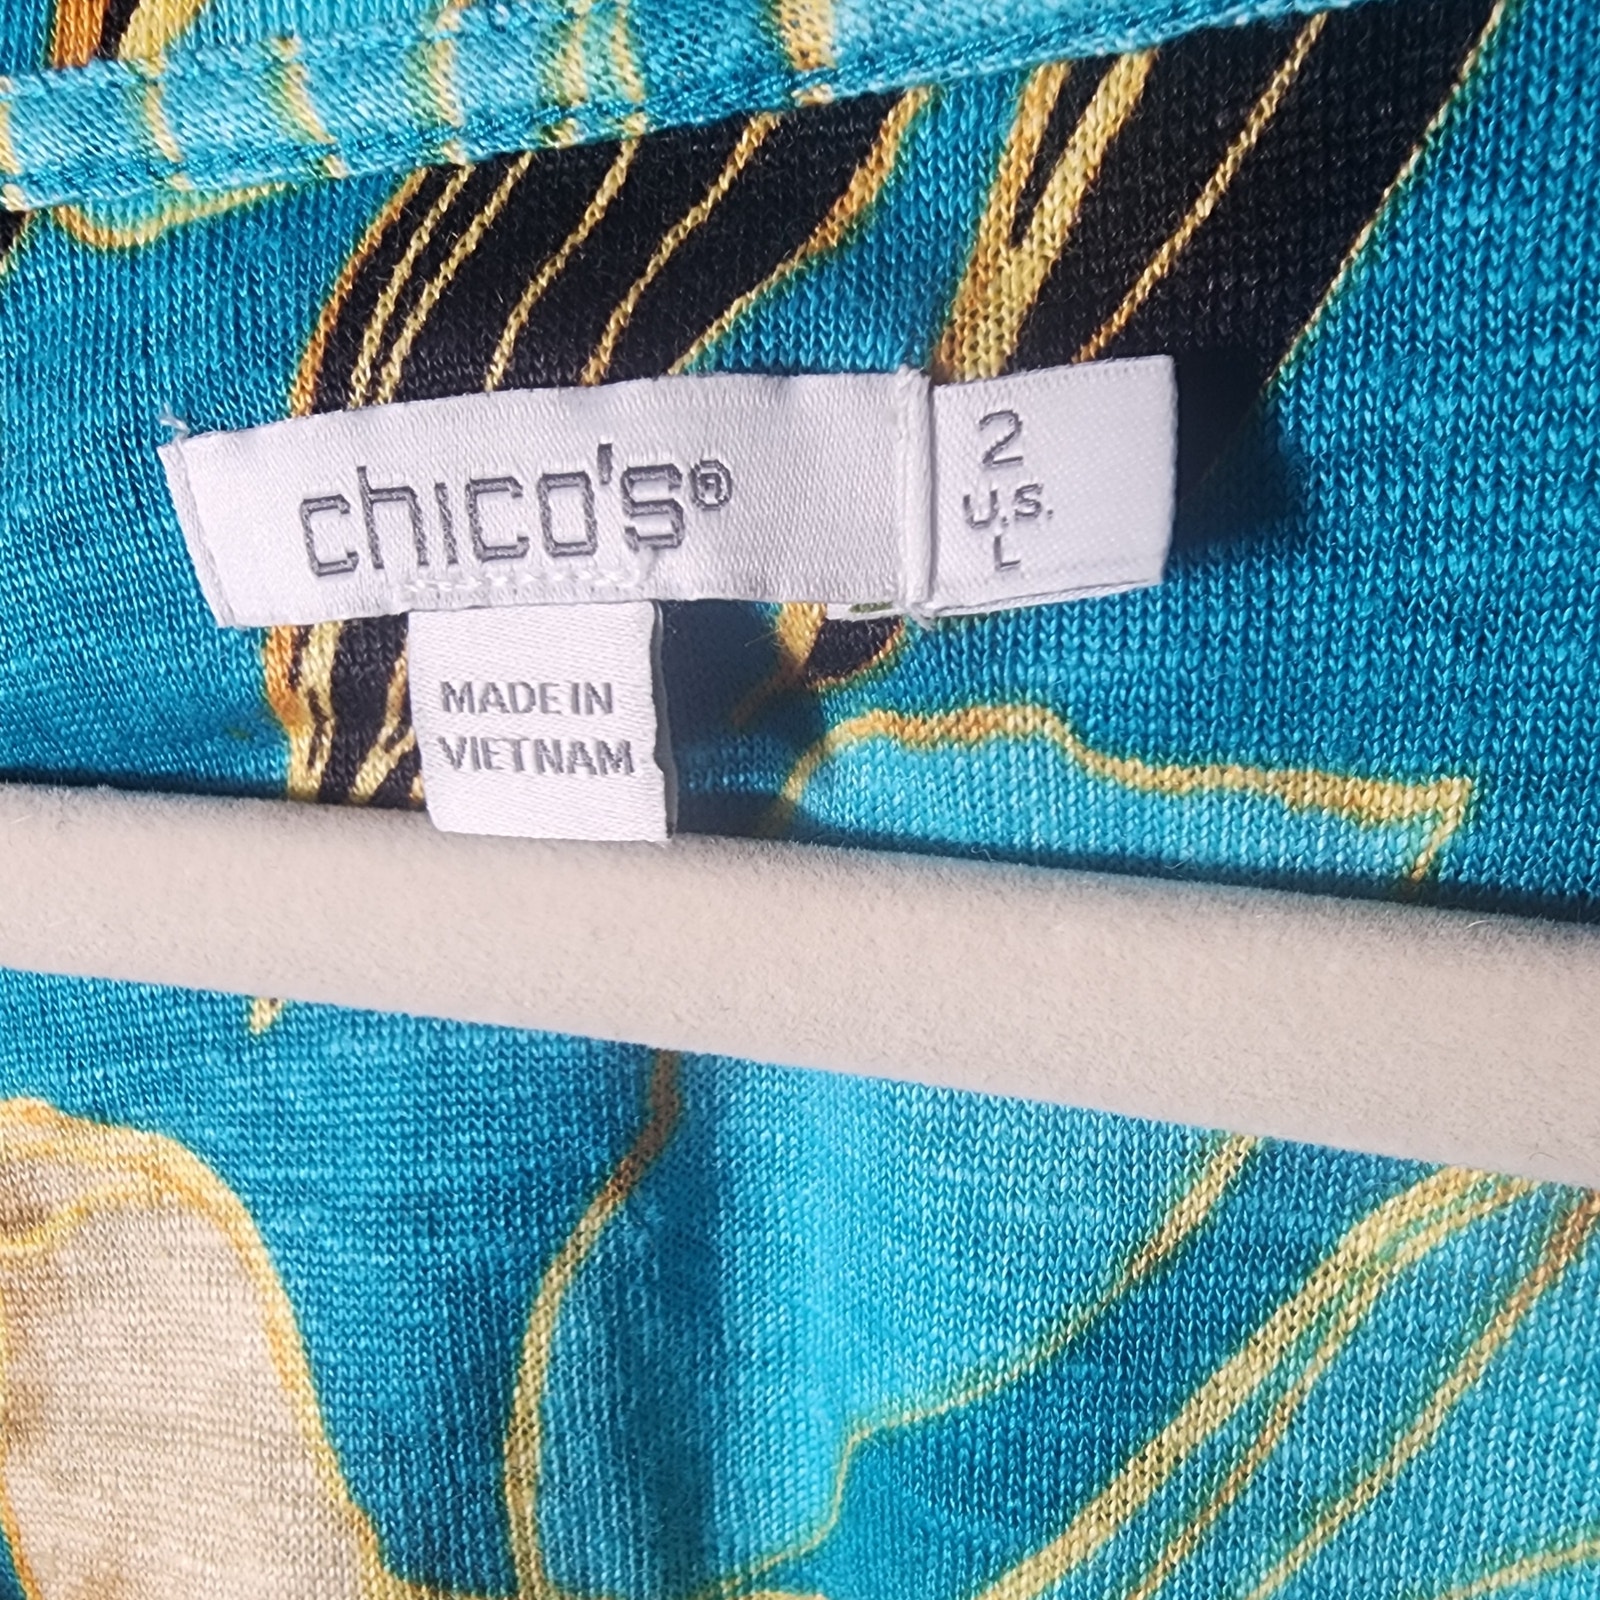 chico's®
2
U.S.
L
MADE IN
VIETNAM